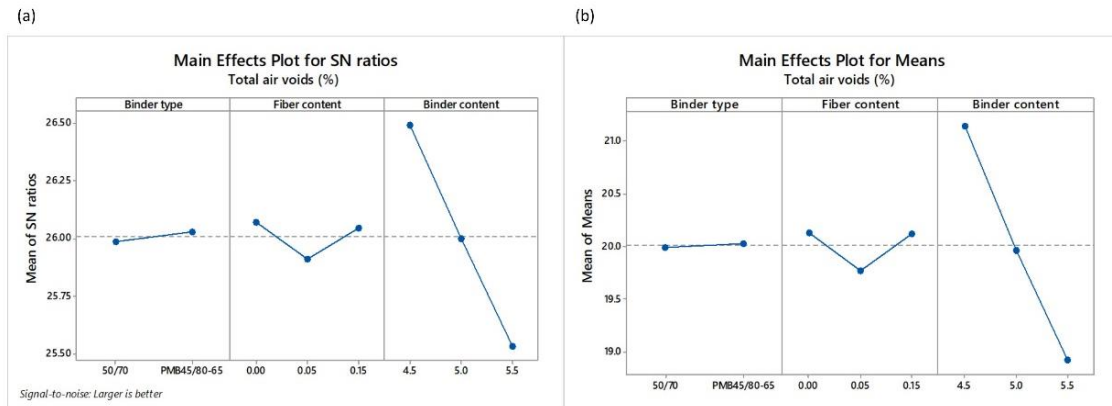 (a)
Main Effects Plot for SN ratios
Total air voids (%)
Binder type Fiber content Binder content
Mean of SN ratios
26.50
26.25
26.00
25.75
25.50
50/70 PMB45/80-65 0.00 0.05 0.15 4.5 5.0 5.5
Signal-to-noise: Larger is better
(b)
Main Effects Plot for Means
Total air voids (%)
Binder type Fiber content Binder content
Mean of Means
21.0
20.5
20.0
19.5
19.0
50/70 PMB45/80-65 0.00 0.05 0.15 4.5 5.0 5.5